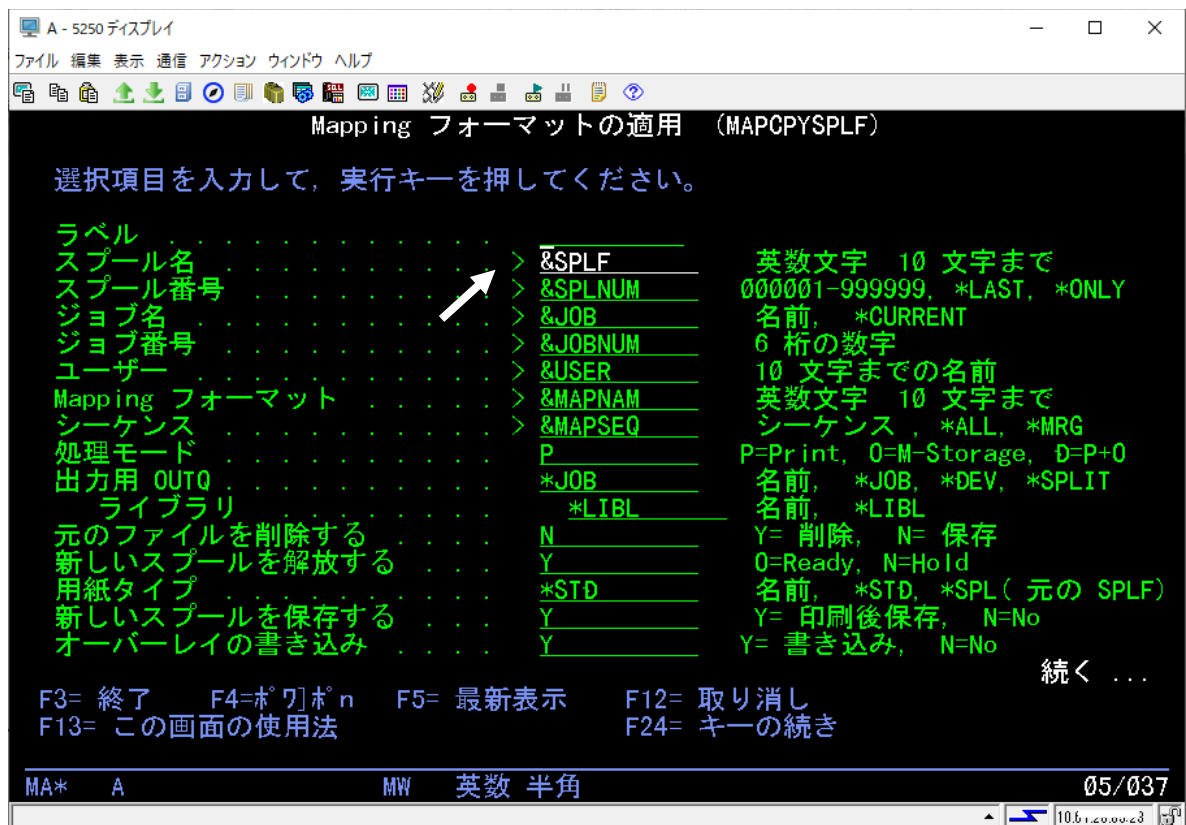 A - 5250 ディスプレイ
ファイル 編集 表示 通信 アクション ウィンドウ ヘルプ
Mapping フォーマットの適用 (MAPCPYSPLF)
選択項目を入力して, 実行キーを押してください。
ラベル . . . . . . . . . . . .
スプール名 . . . . . . . . . . > &SPLF 英数文字 10 文字まで
スプール番号 . . . . . . . . . > &SPLNUM 000001-999999, *LAST, *ONLY
ジョブ名 . . . . . . . . . . . > &JOB 名前, *CURRENT
ジョブ番号 . . . . . . . . . . > &JOBNUM 6 桁の数字
ユーザー . . . . . . . . . . . > &USER 10 文字までの名前
Mapping フォーマット . . . . . > &MAPNAM 英数文字 10 文字まで
シーケンス . . . . . . . . . . > &MAPSEQ シーケンス , *ALL, *MRG
処理モード . . . . . . . . . . P P=Print, O=M-Storage, D=P+O
出力用 OUTQ . . . . . . . . . . *JOB 名前, *JOB, *DEV, *SPLIT
ライブラリ . . . . . . . . . *LIBL 名前, *LIBL
元のファイルを削除する . . . . N Y= 削除, N= 保存
新しいスプールを解放する . . . Y O=Ready, N=Hold
用紙タイプ . . . . . . . . . . *STD 名前, *STD, *SPL( 元の SPLF)
新しいスプールを保存する . . . Y Y= 印刷後保存, N=No
オーバーレイの書き込み . . . . Y Y= 書き込み, N=No
続く ...
F3= 終了 F4=ﾎﾟﾜ]ﾎﾟn F5= 最新表示 F12= 取り消し
F13= この画面の使用法 F24= キーの続き
MA* A MW 英数 半角 05/037